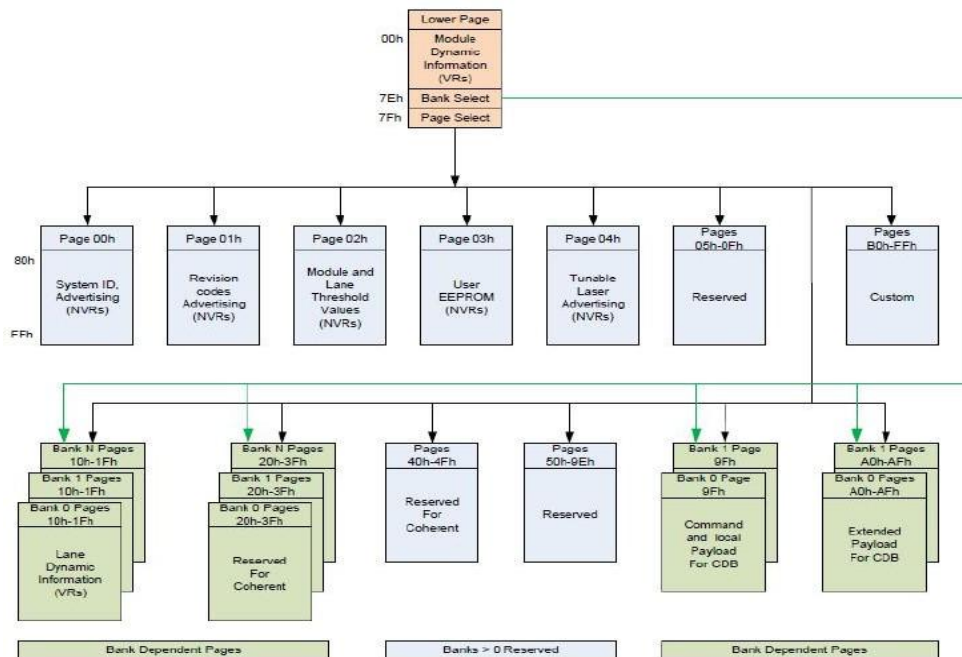 Lower Page
00h
Module
Dynamic
Information
(VRs)
7Eh
Bank Select
7Fh
Page Select
Page 00h
Page 01h
Page 02h
Page 03h
Page 04h
Pages
05h-0Fh
Pages
B0h-FFh
80h
System ID,
Advertising
(NVRs)
Revision
codes
Advertising
(NVRs)
Module and
Lane
Threshold
Values
(NVRs)
User
EEPROM
(NVRs)
Tunable
Laser
Advertising
(NVRs)
Reserved
Custom
FFh
Bank N Pages
10h-1Fh
Bank 1 Pages
10h-1Fh
Bank 0 Pages
10h-1Fh
Lane
Dynamic
Information
(VRs)
Bank N Pages
20h-3Fh
Bank 1 Pages
20h-3Fh
Bank 0 Pages
20h-3Fh
Reserved
For
Coherent
Pages
40h-4Fh
Reserved
For
Coherent
Pages
50h-9Eh
Reserved
Bank 1 Page
9Fh
Bank 0 Page
9Fh
Command
and local
Payload
For CDB
Bank 1 Pages
A0h-AFh
Bank 0 Pages
A0h-AFh
Extended
Payload
For CDB
Bank Dependent Pages
Banks > 0 Reserved
Bank Dependent Pages